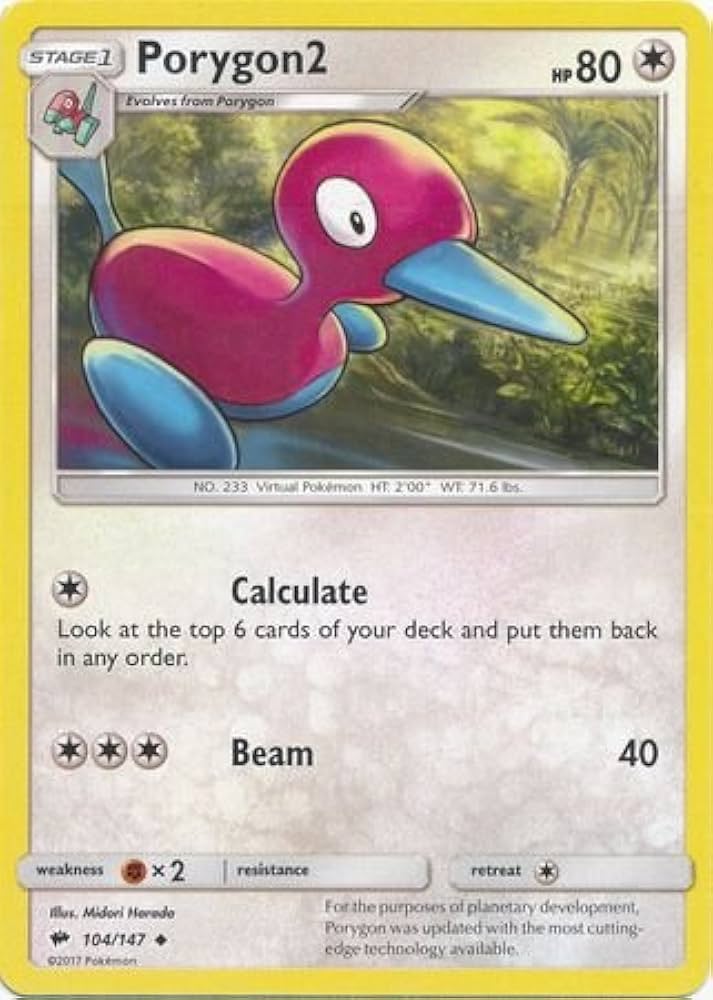 STAGE1
Porygon2
HP80
Evolves from Porygon
NO. 233 Virtual Pokémon HT: 2'00" WT: 71.6 lbs.
Calculate
Look at the top 6 cards of your deck and put them back
in any order.
Beam 40
weakness ×2 resistance retreat
Illus. Midori Harada
104/147
©2017 Pokémon
For the purposes of planetary development,
Porygon was updated with the most cutting-
edge technology available.